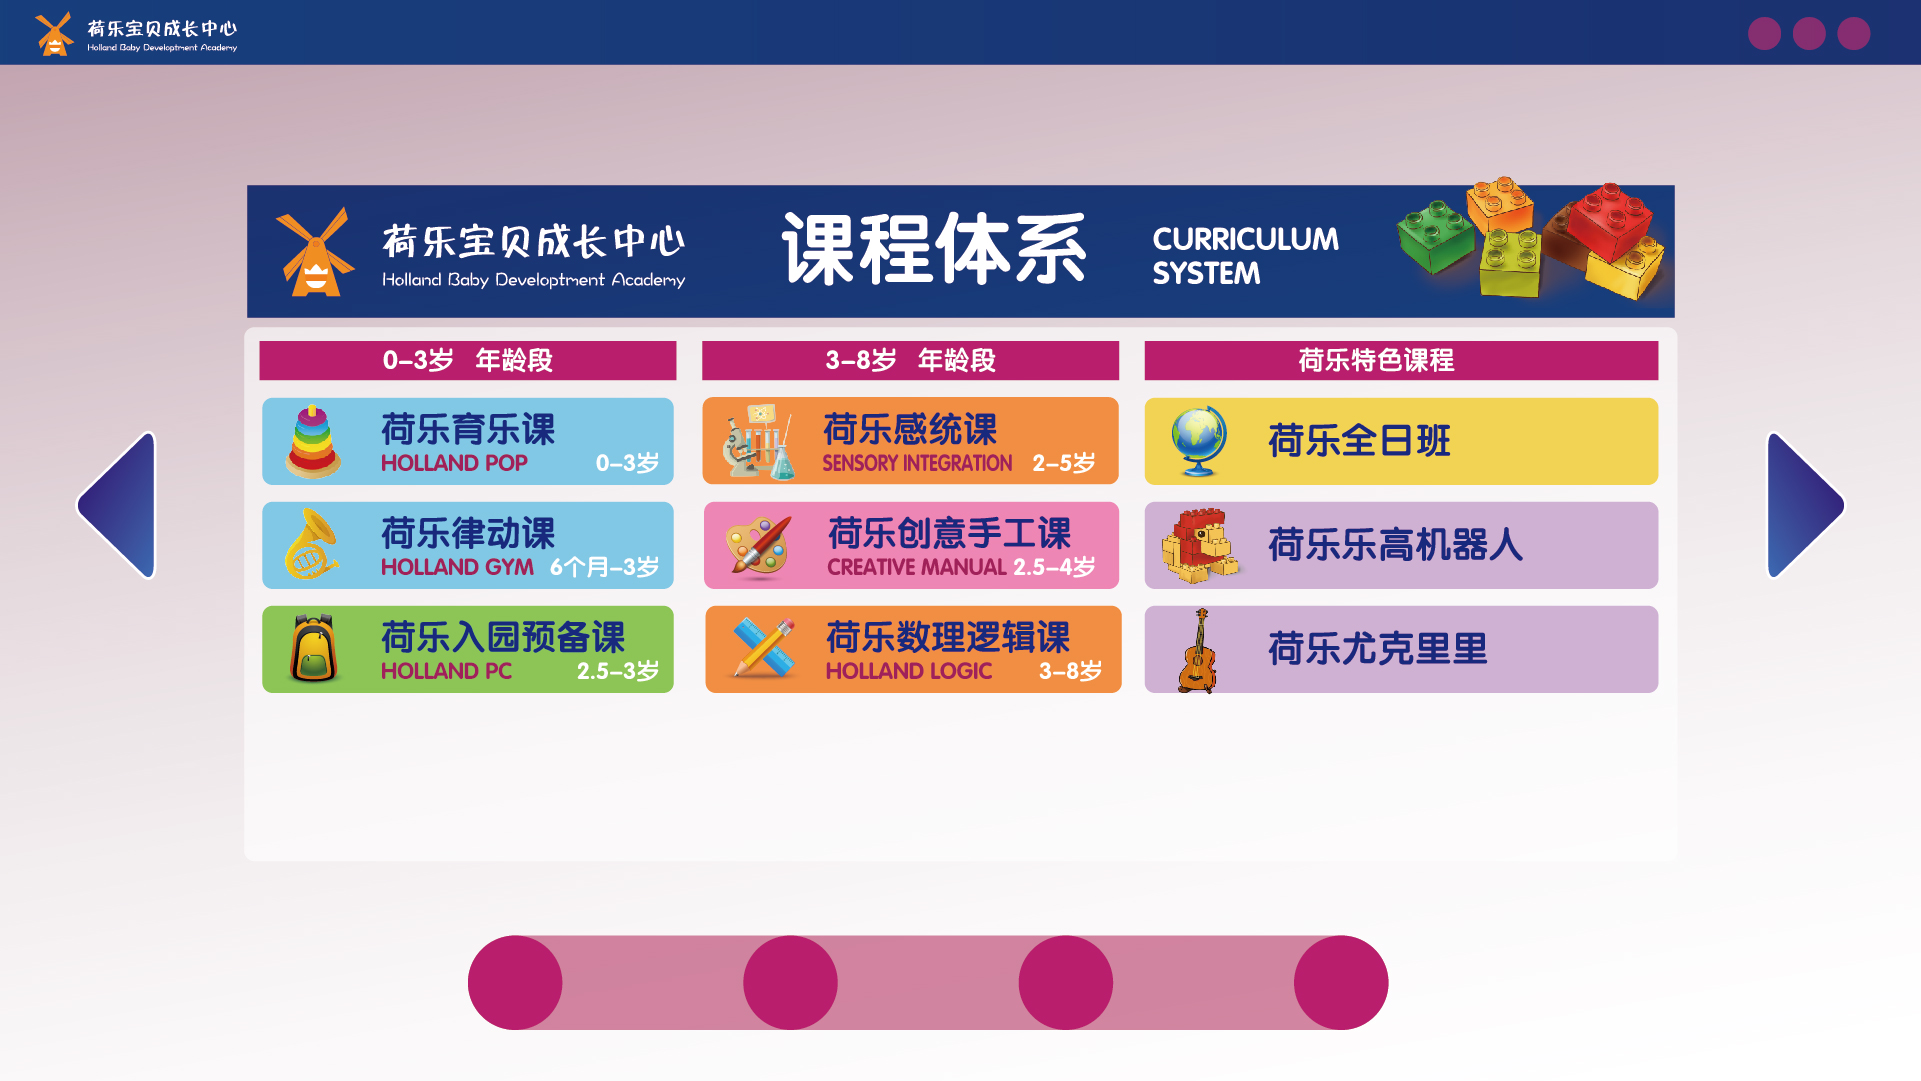 荷乐宝贝成长中心
Holland Baby Developtment Academy
荷乐宝贝成长中心
Holland Baby Developtment Academy
课程体系
CURRICULUM
SYSTEM
0-3岁 年龄段
荷乐育乐课
HOLLAND POP 0-3岁
荷乐律动课
HOLLAND GYM 6个月-3岁
荷乐入园预备课
HOLLAND PC 2.5-3岁
3-8岁 年龄段
荷乐感统课
SENSORY INTEGRATION 2-5岁
荷乐创意手工课
CREATIVE MANUAL 2.5-4岁
荷乐数理逻辑课
HOLLAND LOGIC 3-8岁
荷乐特色课程
荷乐全日班
荷乐乐高机器人
荷乐尤克里里